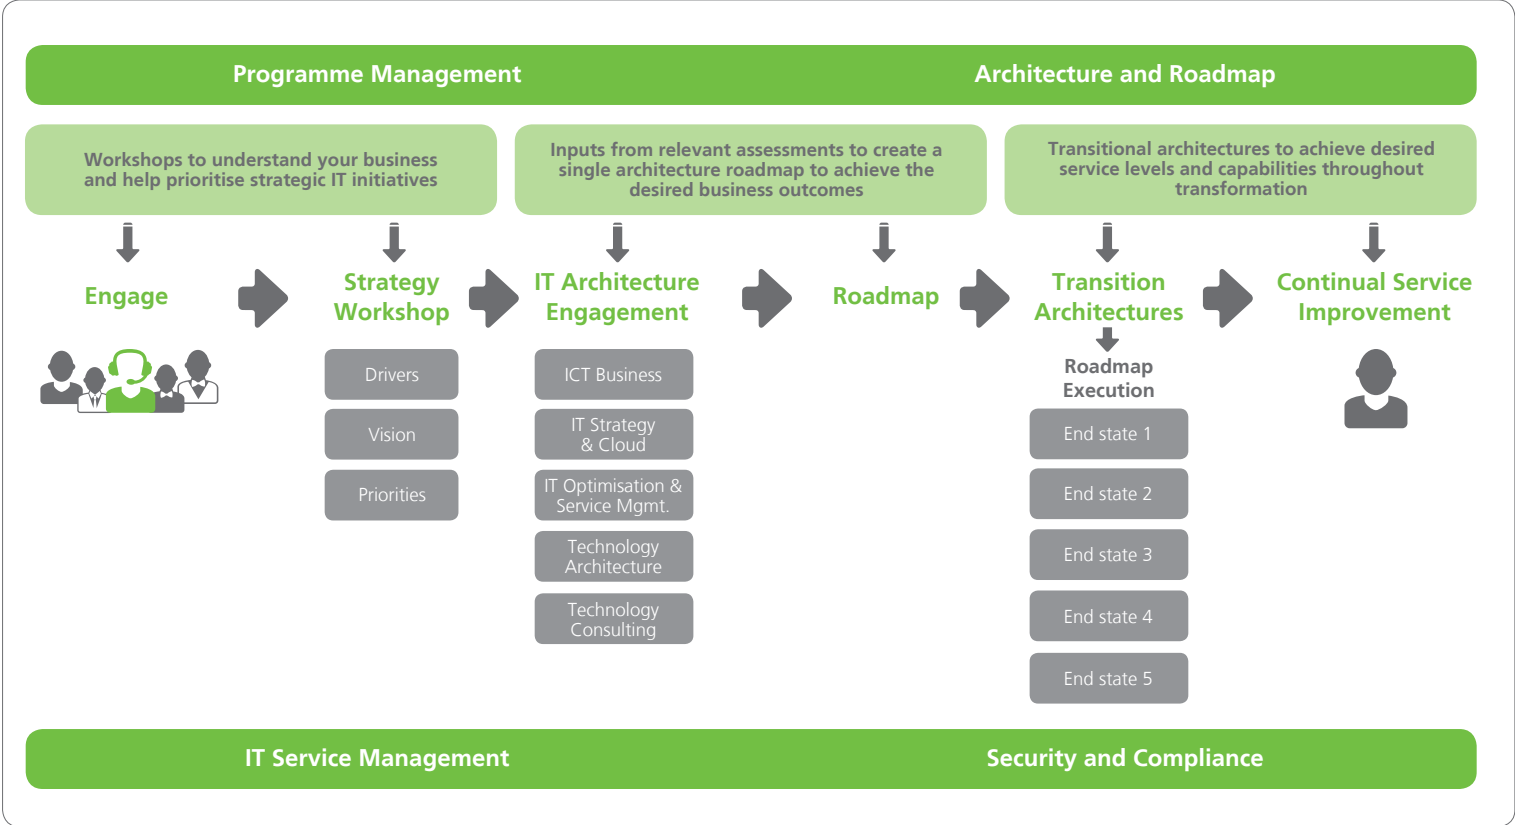 Programme Management
Architecture and Roadmap
Workshops to understand your business
and help prioritise strategic IT initiatives
Inputs from relevant assessments to create a
single architecture roadmap to achieve the
desired business outcomes
Transitional architectures to achieve desired
service levels and capabilities throughout
transformation
Engage
Strategy
Workshop
IT Architecture
Engagement
Roadmap
Transition
Architectures
Continual Service
Improvement
Drivers
Vision
Priorities
ICT Business
IT Strategy
& Cloud
IT Optimisation &
Service Mgmt.
Technology
Architecture
Technology
Consulting
Roadmap
Execution
End state 1
End state 2
End state 3
End state 4
End state 5
IT Service Management
Security and Compliance